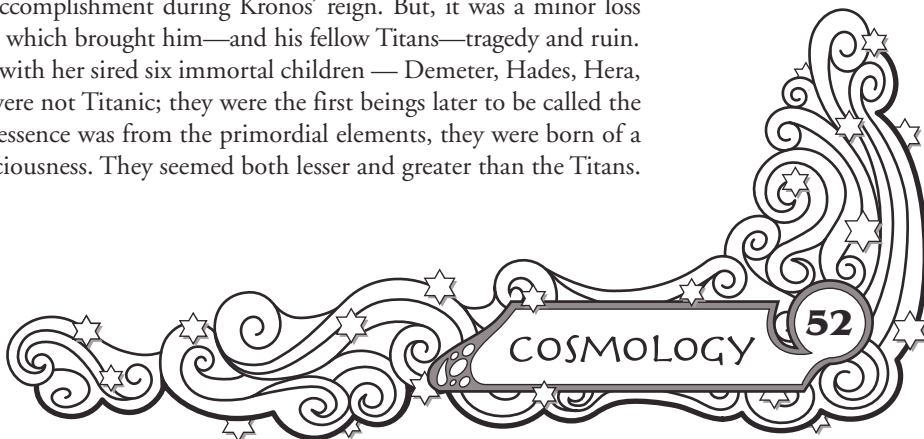 accomplishment during Kronos’ reign. But, it was a minor loss
which brought him—and his fellow Titans—tragedy and ruin.
with her sired six immortal children — Demeter, Hades, Hera,
were not Titanic; they were the first beings later to be called the
essence was from the primordial elements, they were born of a
They seemed both lesser and greater than the Titans.
COSMOLOGY
52